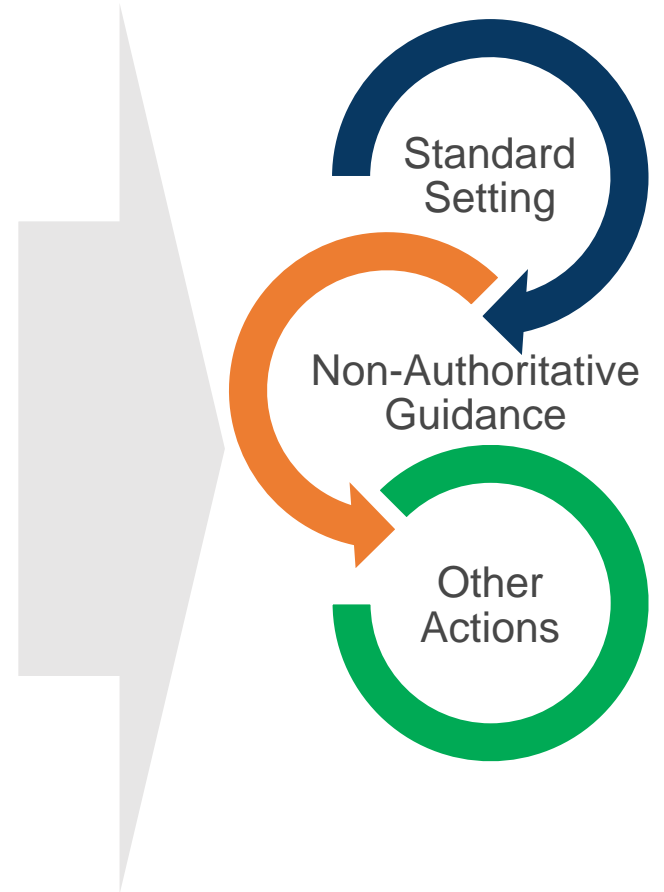 Standard
Setting
Non-Authoritative
Guidance
Other
Actions